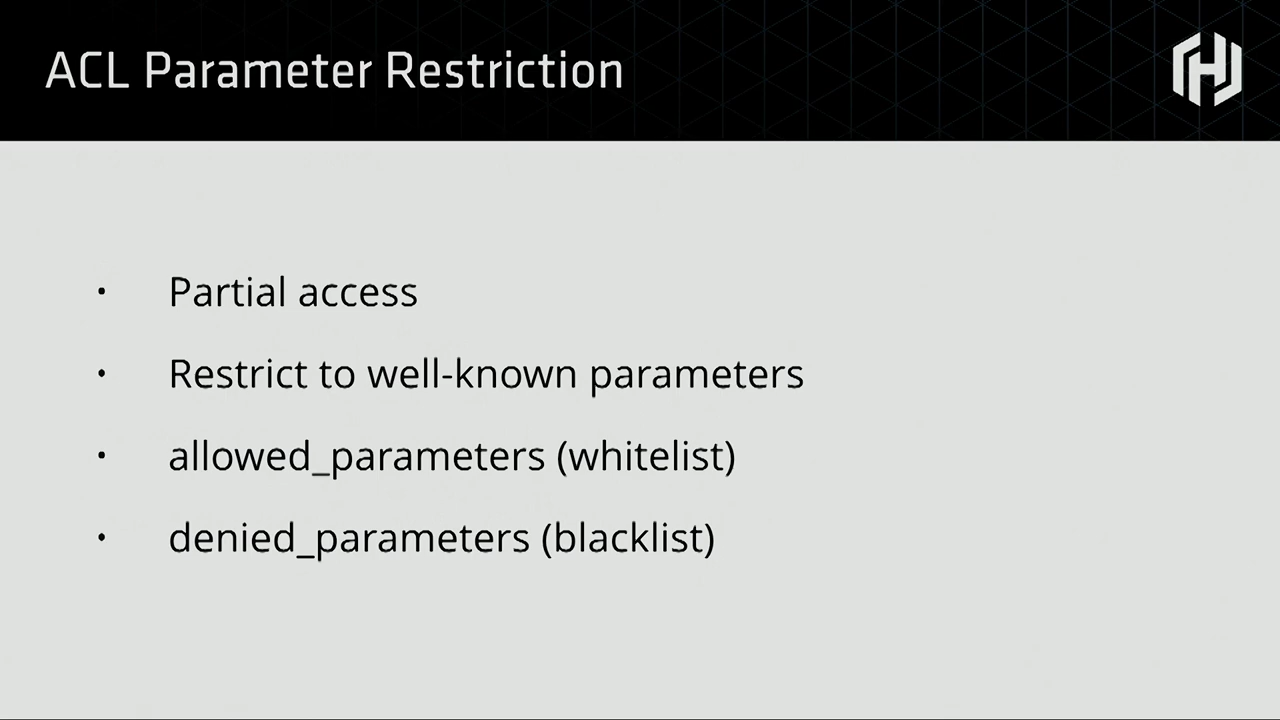 ACL Parameter Restriction
• Partial access
• Restrict to well-known parameters
• allowed_parameters (whitelist)
• denied_parameters (blacklist)